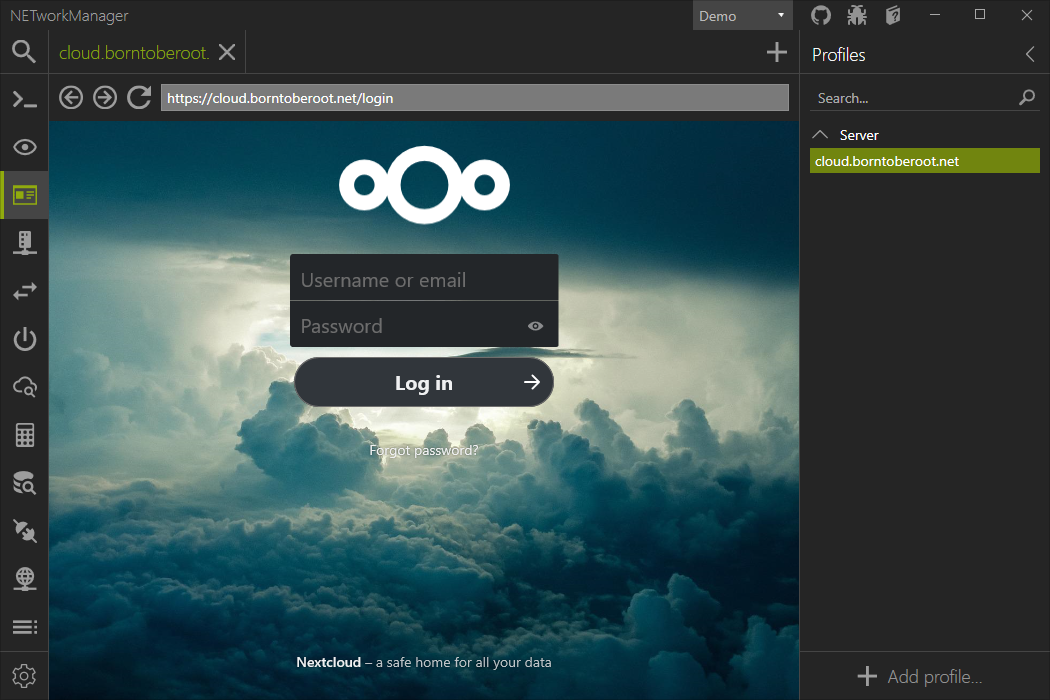 NETworkManager
Demo
cloud.borntoberoot.
Profiles
https://cloud.borntoberoot.net/login
Search...
Server
cloud.borntoberoot.net
Username or email
Password
Log in
Forgot password?
Nextcloud – a safe home for all your data
Add profile...